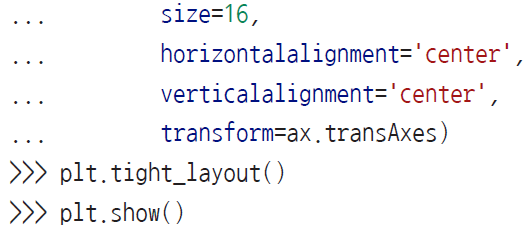 ...         size=16,
...         horizontalalignment='center',
...         verticalalignment='center',
...         transform=ax.transAxes)
>>> plt.tight_layout()
>>> plt.show()